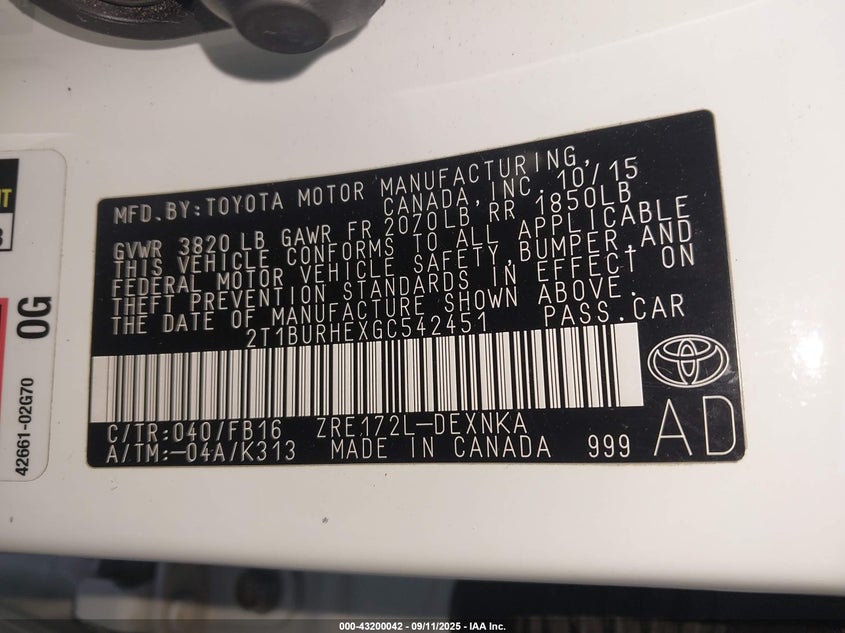 MFD. BY: TOYOTA MOTOR MANUFACTURING,
CANADA, INC. 10/15
GVWR 3820 LB GAWR FR 2070LB RR 1850LB
THIS VEHICLE CONFORMS TO ALL APPLICABLE
FEDERAL MOTOR VEHICLE SAFETY, BUMPER, AND
THEFT PREVENTION STANDARDS IN EFFECT ON
THE DATE OF MANUFACTURE SHOWN ABOVE.
2T1BURHEXGC542451 PASS. CAR
C/TR: 040/FB16 ZRE172L-DEXNKA
A/TM: -04A/K313 MADE IN CANADA 999
AD
0G
42661-02G70
000-43200042 - 09/11/2025 - IAA Inc.